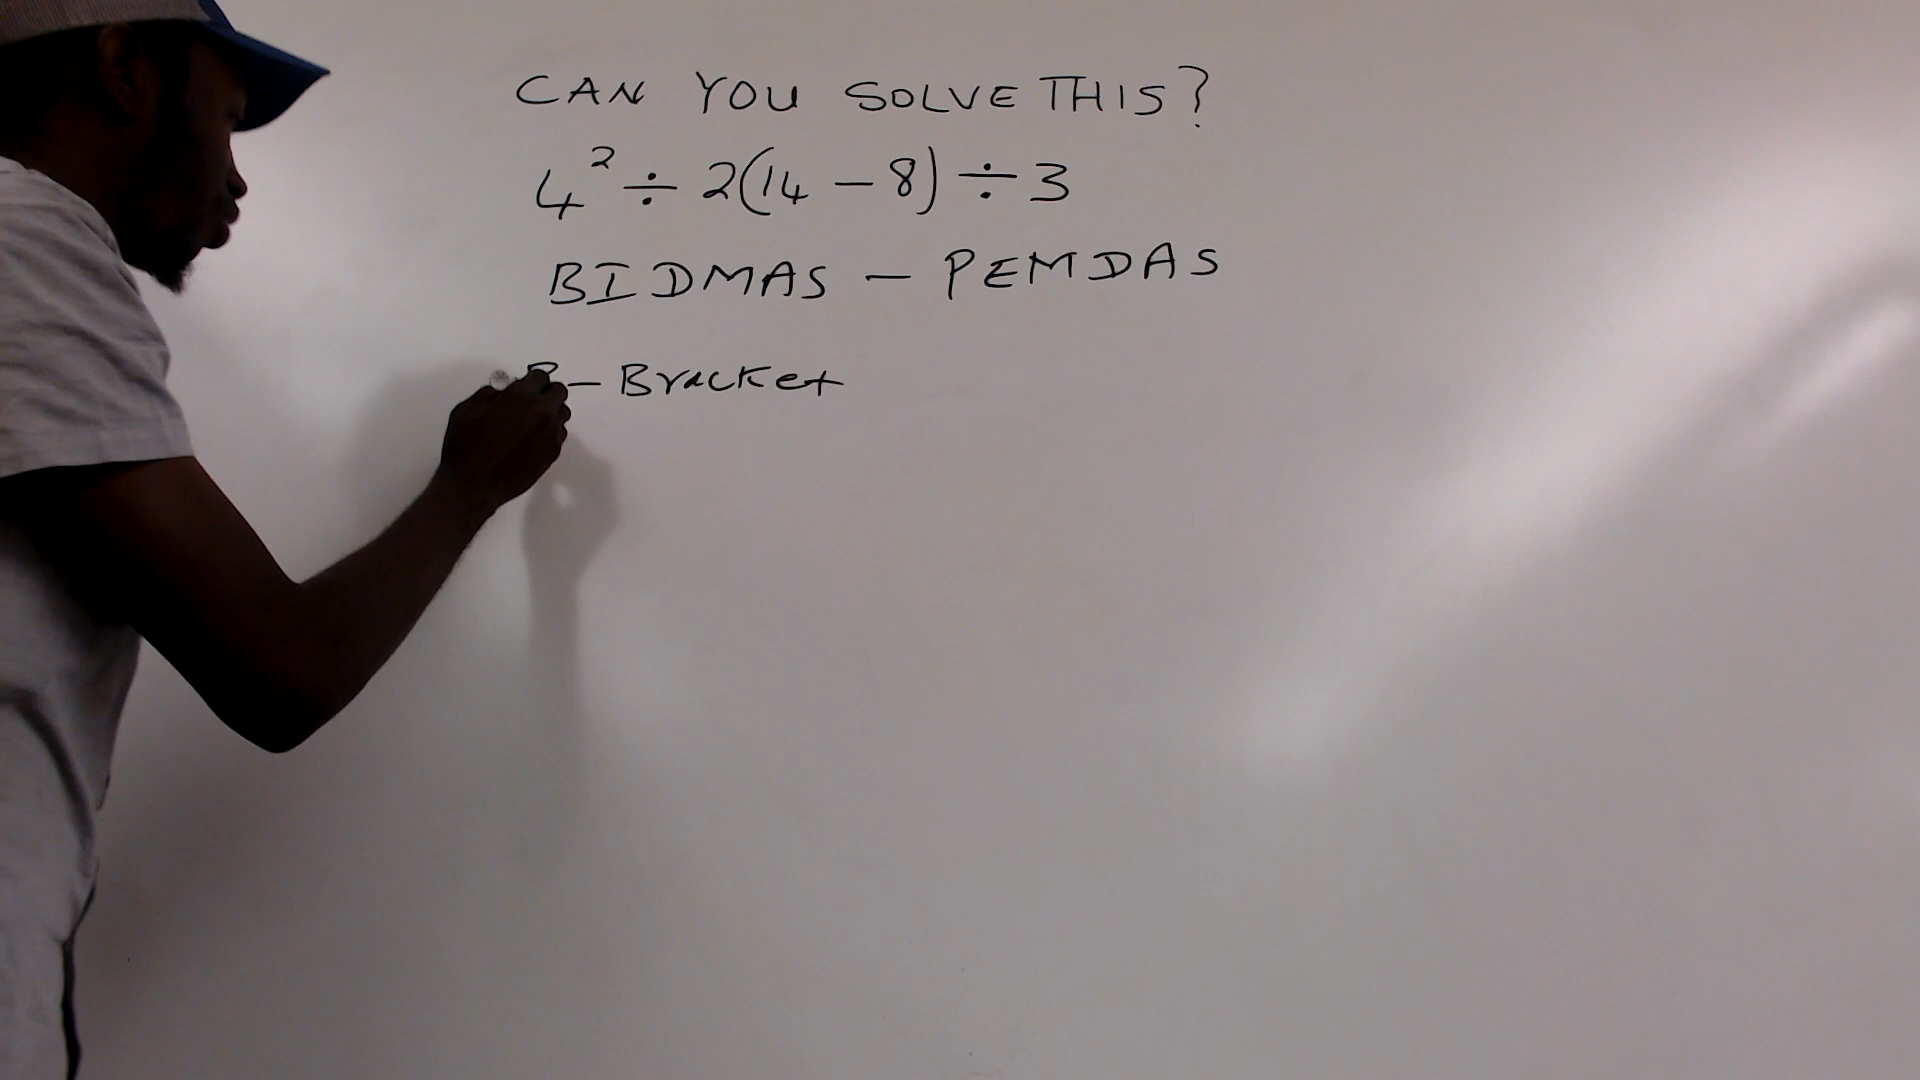 CAN YOU SOLVE THIS?
4² ÷ 2(14 − 8) ÷ 3
BIDMAS – PEMDAS
B – Bracket